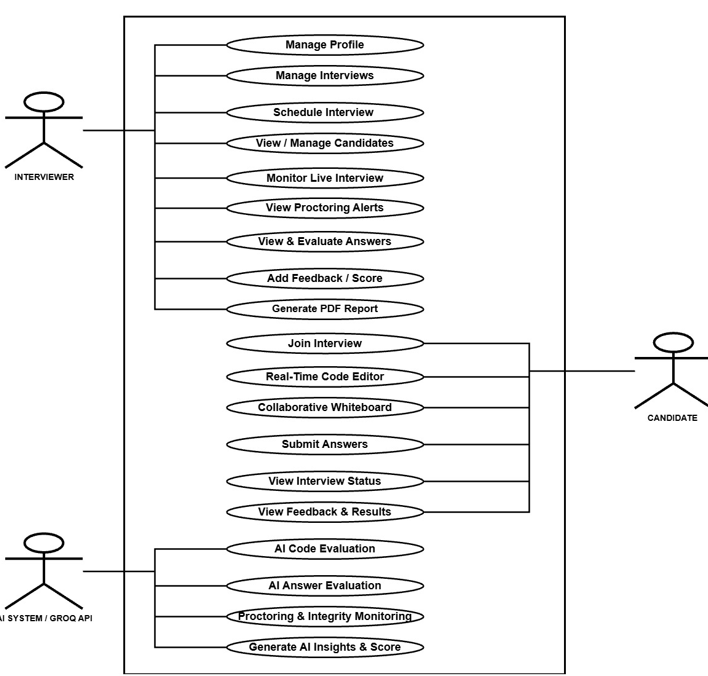 Manage Profile
Manage Interviews
Schedule Interview
View / Manage Candidates
INTERVIEWER
Monitor Live Interview
View Proctoring Alerts
View & Evaluate Answers
Add Feedback / Score
Generate PDF Report
Join Interview
Real-Time Code Editor
Collaborative Whiteboard
CANDIDATE
Submit Answers
View Interview Status
View Feedback & Results
AI Code Evaluation
AI Answer Evaluation
Proctoring & Integrity Monitoring
AI SYSTEM / GROQ API
Generate AI Insights & Score